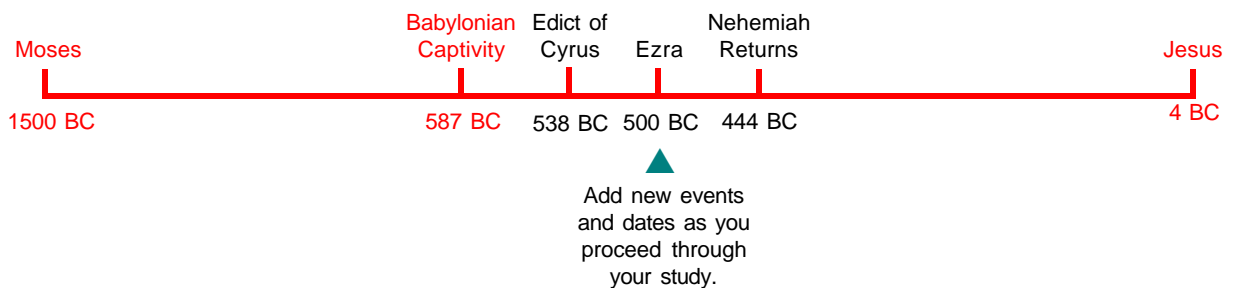 Moses
Babylonian
Captivity
Edict of
Cyrus
Ezra
Nehemiah
Returns
Jesus
1500 BC
587 BC
538 BC
500 BC
444 BC
4 BC
Add new events
and dates as you
proceed through
your study.